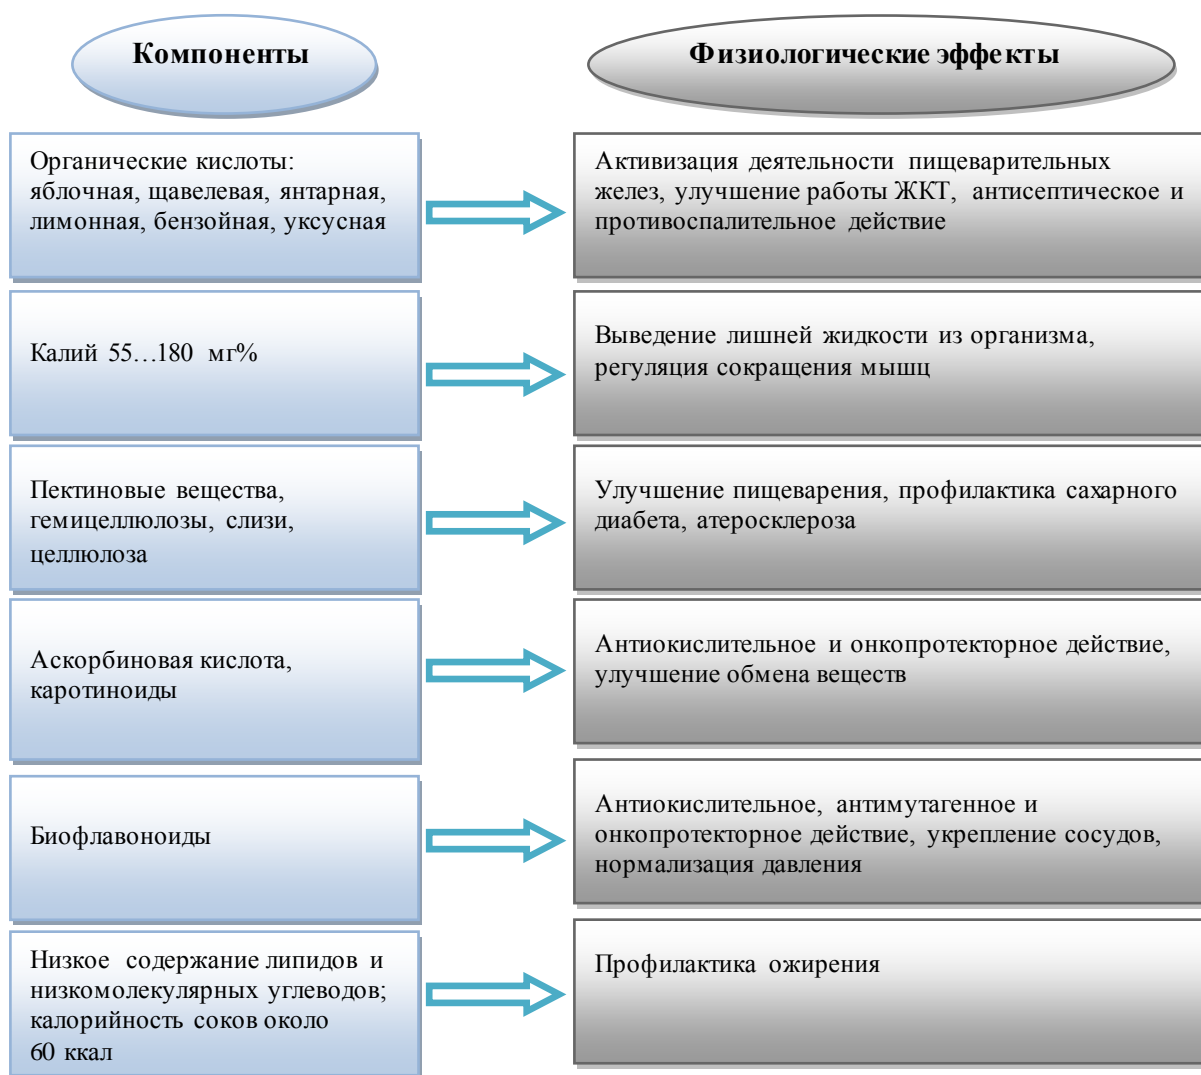 Компоненты
Физиологические эффекты
Органические кислоты:
яблочная, щавелевая, янтарная,
лимонная, бензойная, уксусная
Активизация деятельности пищеварительных
желез, улучшение работы ЖКТ, антисептическое и
противоспалительное действие
Калий 55…180 мг%
Выведение лишней жидкости из организма,
регуляция сокращения мышц
Пектиновые вещества,
гемицеллюлозы, слизи,
целлюлоза
Улучшение пищеварения, профилактика сахарного
диабета, атеросклероза
Аскорбиновая кислота,
каротиноиды
Антиокислительное и онкопротекторное действие,
улучшение обмена веществ
Биофлавоноиды
Антиокислительное, антимутагенное и
онкопротекторное действие, укрепление сосудов,
нормализация давления
Низкое содержание липидов и
низкомолекулярных углеводов;
калорийность соков около
60 ккал
Профилактика ожирения